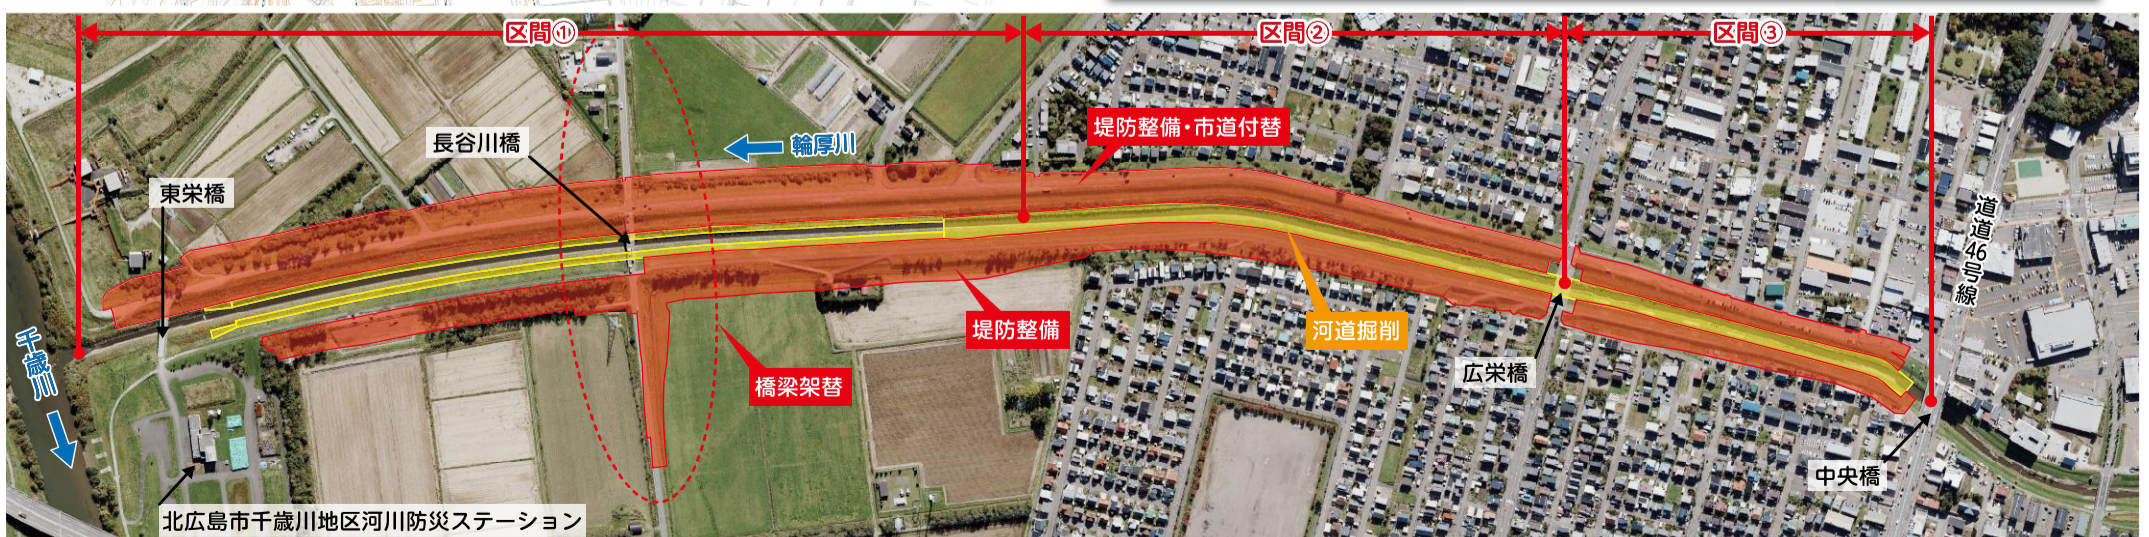 区間①
区間②
区間③
堤防整備・市道付替
長谷川橋
輪厚川
東栄橋
道道46号線
堤防整備
河道掘削
千歳川
橋梁架替
広栄橋
中央橋
北広島市千歳川地区河川防災ステーション